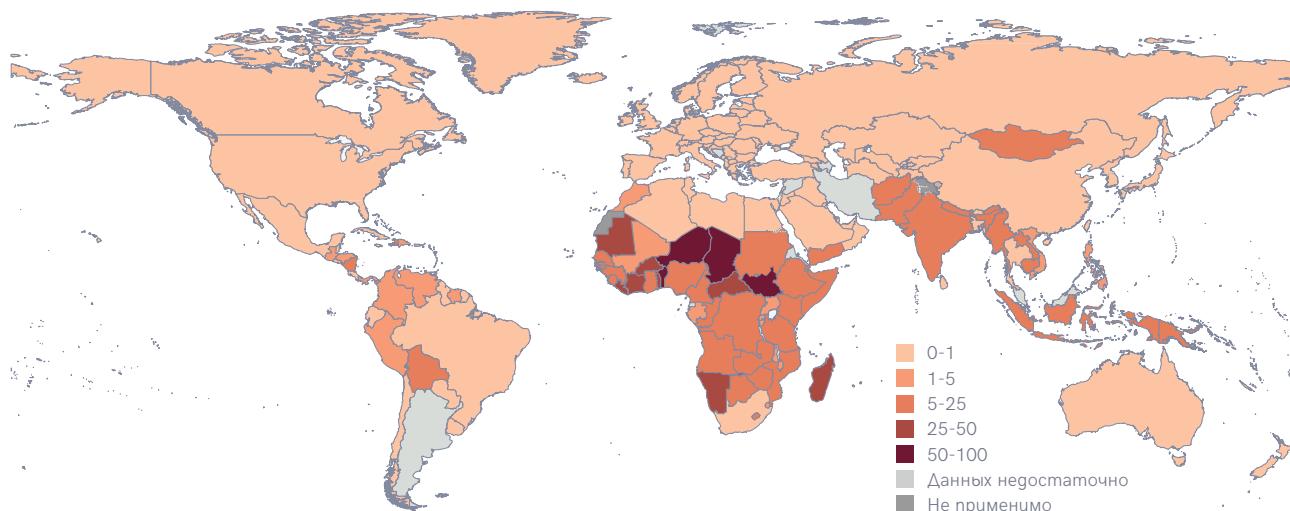 0-1
1-5
5-25
25-50
50-100
Данных недостаточно
Не применимо